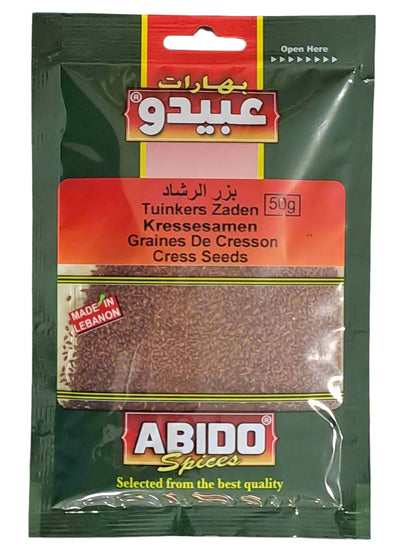 Open Here
بهارات
عبيدو®
بزر الرشاد
Tuinkers Zaden 50g
Kressesamen
Graines De Cresson
Cress Seeds
MADE IN
LEBANON
ABIDO®
Spices
Selected from the best quality